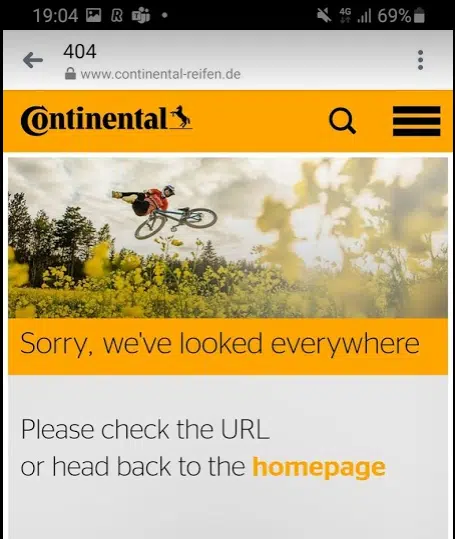 19:04 4G 69%
404
www.continental-reifen.de
Continental
Sorry, we've looked everywhere
Please check the URL
or head back to the homepage